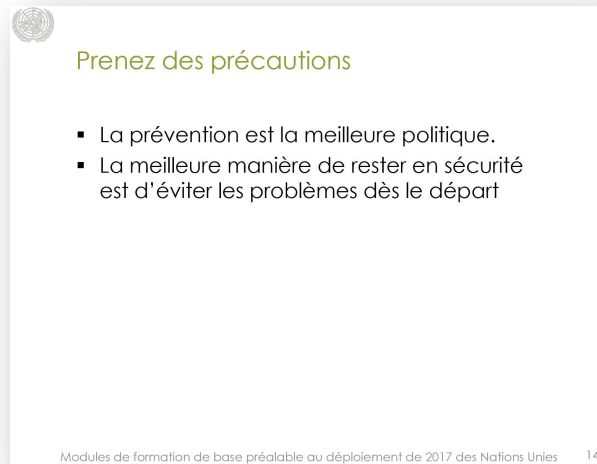 Prenez des précautions
▪ La prévention est la meilleure politique.
▪ La meilleure manière de rester en sécurité
est d’éviter les problèmes dès le départ
Modules de formation de base préalable au déploiement de 2017 des Nations Unies 14